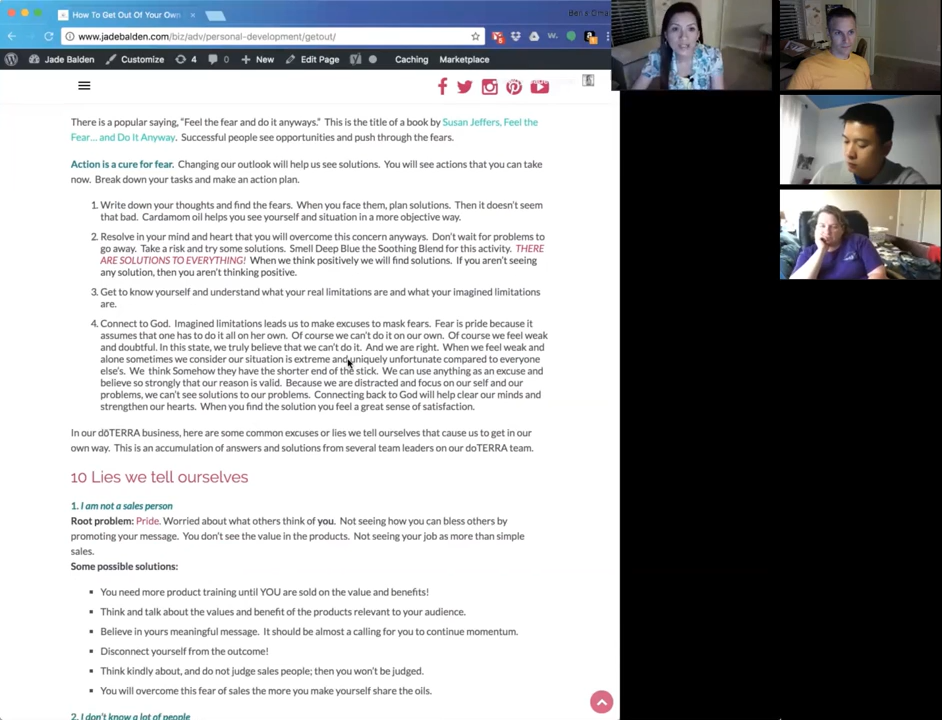 How To Get Out Of Your Own
www.jadebalden.com/biz/adv/personal-development/getout/
Jade Balden Customize 4 0 New Edit Page Caching Marketplace
There is a popular saying, "Feel the fear and do it anyways." This is the title of a book by Susan Jeffers, Feel the
Fear... and Do It Anyway. Successful people see opportunities and push through the fears.
Action is a cure for fear. Changing our outlook will help us see solutions. You will see actions that you can take
now. Break down your tasks and make an action plan.
1. Write down your thoughts and find the fears. When you face them, plan solutions. Then it doesn't seem
that bad. Cardamom oil helps you see yourself and situation in a more objective way.
2. Resolve in your mind and heart that you will overcome this concern anyways. Don't wait for problems to
go away. Take a risk and try some solutions. Smell Deep Blue the Soothing Blend for this activity. THERE
ARE SOLUTIONS TO EVERYTHING! When we think positively we will find solutions. If you aren't seeing
any solution, then you aren't thinking positive.
3. Get to know yourself and understand what your real limitations are and what your imagined limitations
are.
4. Connect to God. Imagined limitations leads us to make excuses to mask fears. Fear is pride because it
assumes that one has to do it all on her own. Of course we can't do it on our own. Of course we feel weak
and doubtful. In this state, we truly believe that we can't do it. And we are right. When we feel weak and
alone sometimes we consider our situation is extreme and uniquely unfortunate compared to everyone
else's. We think Somehow they have the shorter end of the stick. We can use anything as an excuse and
believe so strongly that our reason is valid. Because we are distracted and focus on our self and our
problems, we can't see solutions to our problems. Connecting back to God will help clear our minds and
strengthen our hearts. When you find the solution you feel a great sense of satisfaction.
In our dōTERRA business, here are some common excuses or lies we tell ourselves that cause us to get in our
own way. This is an accumulation of answers and solutions from several team leaders on our doTERRA team.
10 Lies we tell ourselves
1. I am not a sales person
Root problem: Pride. Worried about what others think of you. Not seeing how you can bless others by
promoting your message. You don't see the value in the products. Not seeing your job as more than simple
sales.
Some possible solutions:
You need more product training until YOU are sold on the value and benefits!
Think and talk about the values and benefit of the products relevant to your audience.
Believe in yours meaningful message. It should be almost a calling for you to continue momentum.
Disconnect yourself from the outcome!
Think kindly about, and do not judge sales people; then you won't be judged.
You will overcome this fear of sales the more you make yourself share the oils.
2. I don't know a lot of people